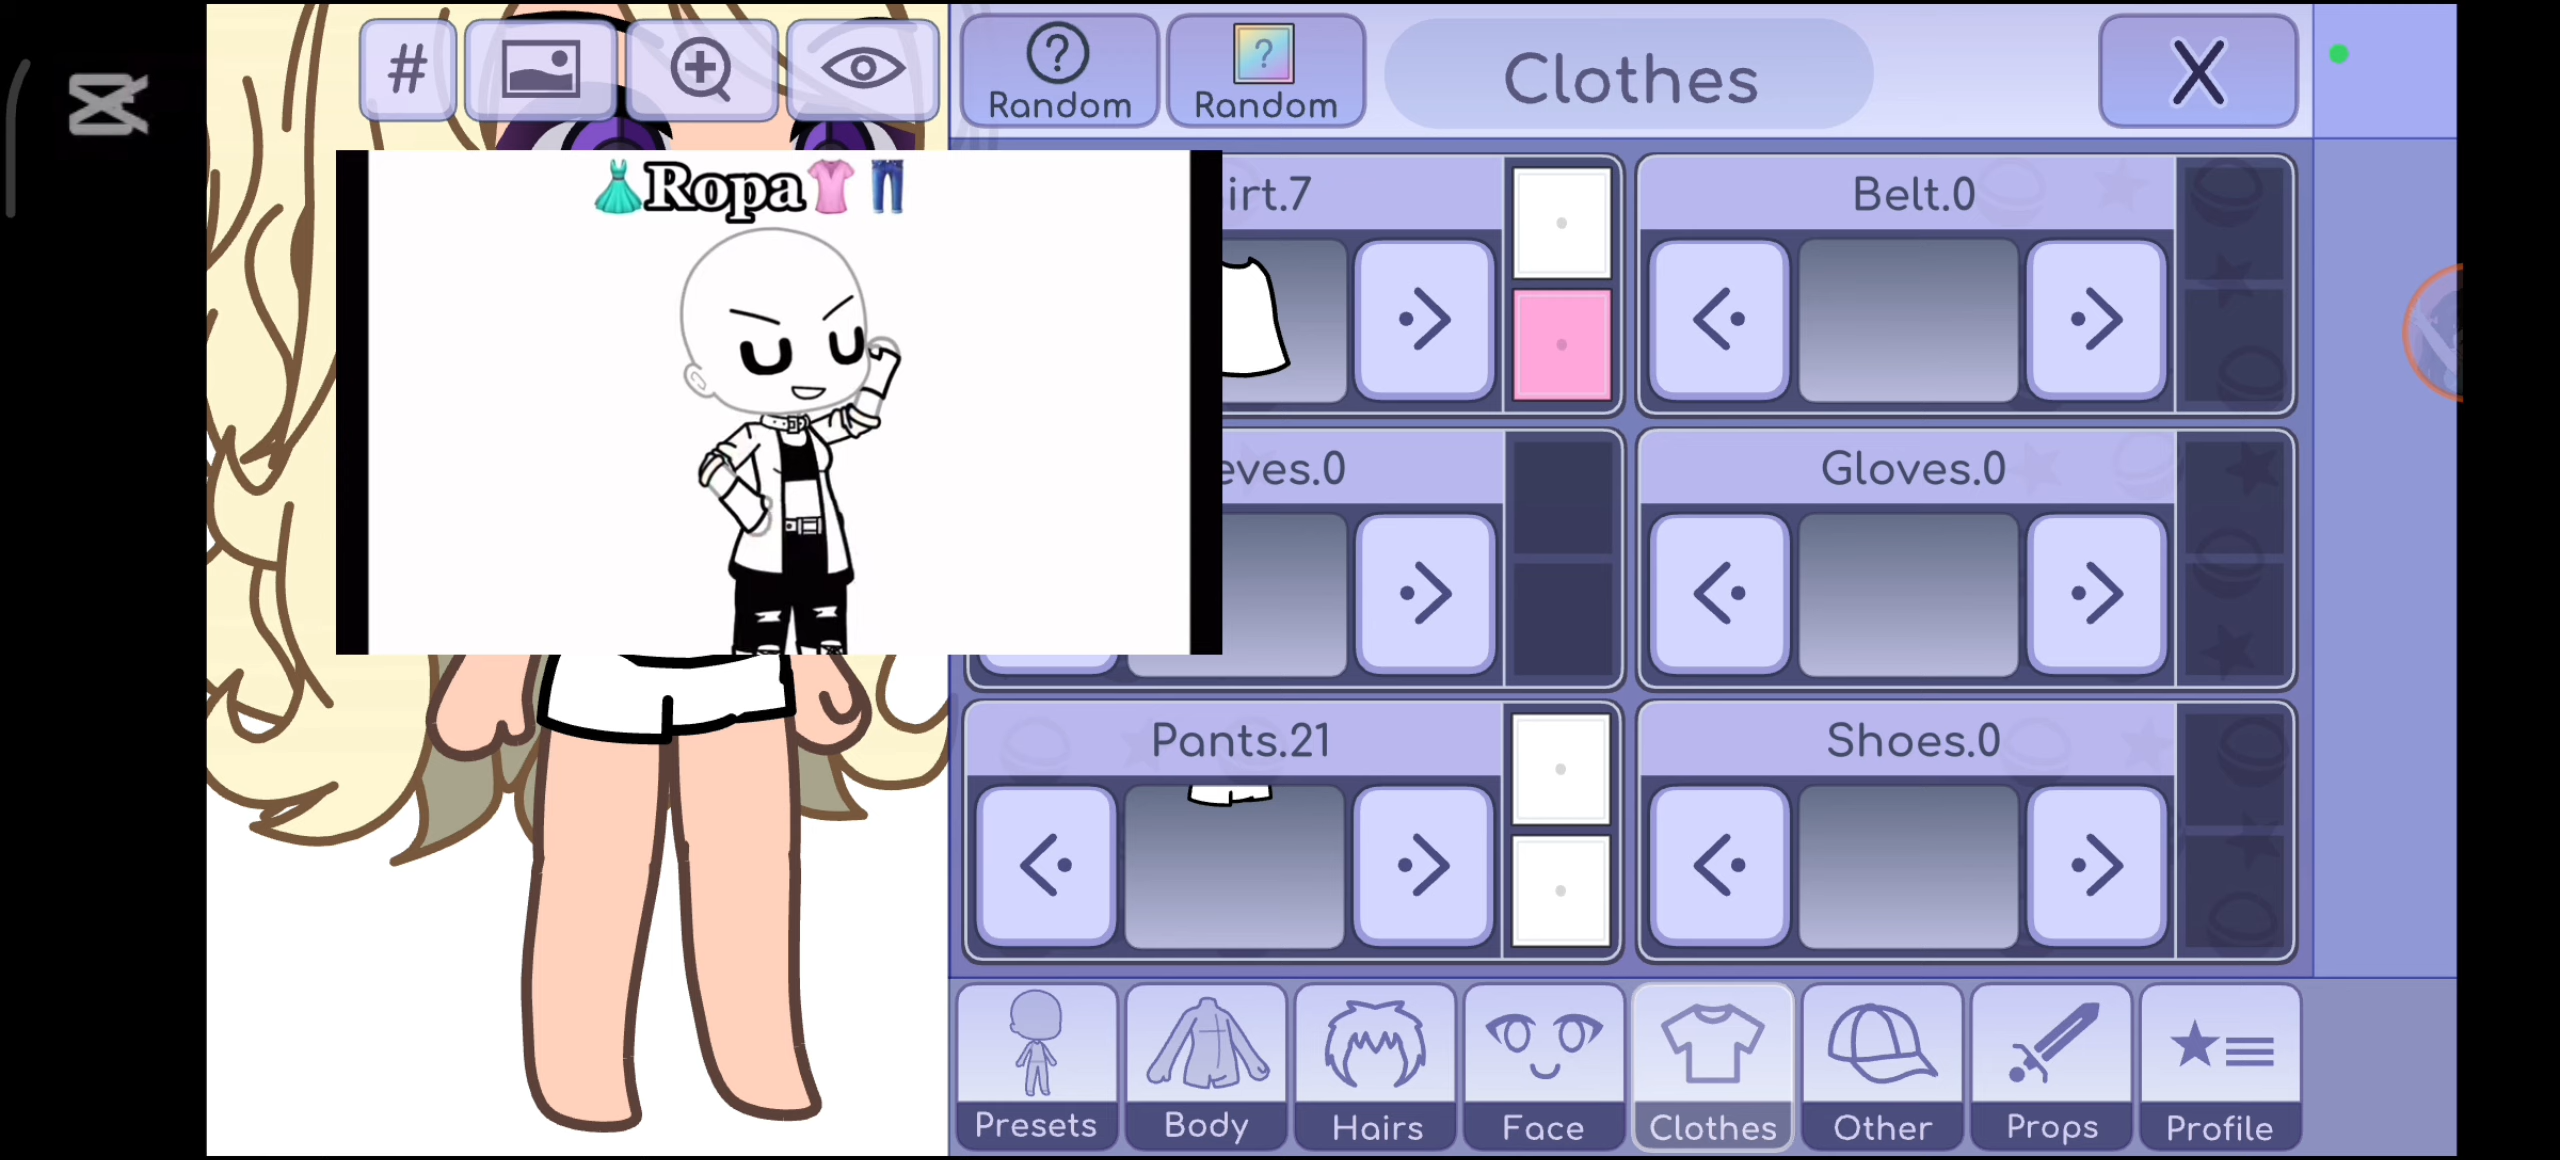 #
? Random
? Random
Clothes
X
Ropa
irt.7
Belt.0
eves.0
Gloves.0
Pants.21
Shoes.0
Presets
Body
Hairs
Face
Clothes
Other
Props
Profile